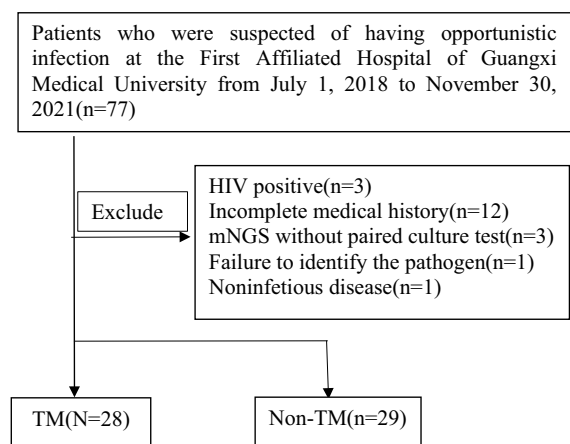 Patients who were suspected of having opportunistic
infection at the First Affiliated Hospital of Guangxi
Medical University from July 1, 2018 to November 30,
2021(n=77)
Exclude
HIV positive(n=3)
Incomplete medical history(n=12)
mNGS without paired culture test(n=3)
Failure to identify the pathogen(n=1)
Noninfetious disease(n=1)
TM(N=28)
Non-TM(n=29)